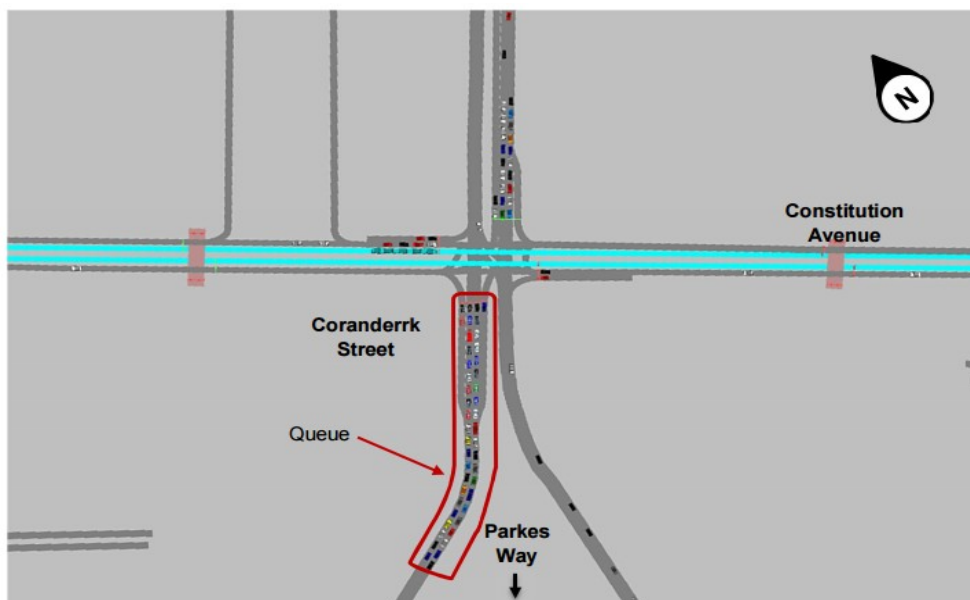 N
Constitution
Avenue
Coranderrk
Street
Queue
Parkes
Way